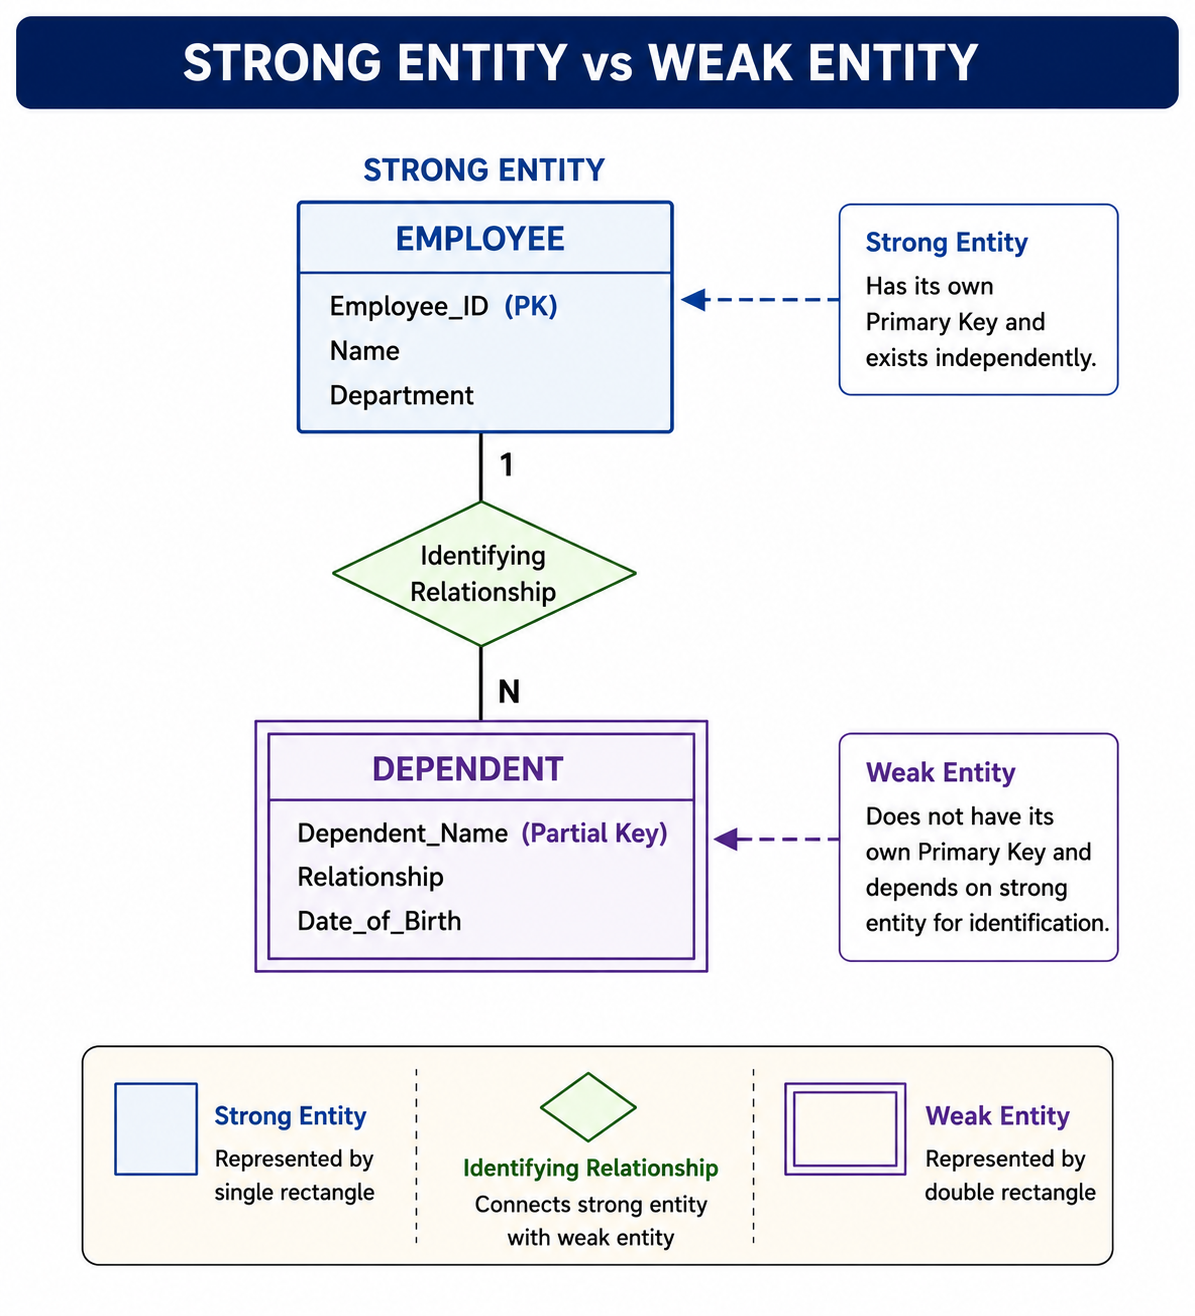 STRONG ENTITY vs WEAK ENTITY
STRONG ENTITY
EMPLOYEE
Employee_ID (PK)
Name
Department
Strong Entity
Has its own
Primary Key and
exists independently.
1
Identifying
Relationship
N
DEPENDENT
Dependent_Name (Partial Key)
Relationship
Date_of_Birth
Weak Entity
Does not have its
own Primary Key and
depends on strong
entity for identification.
Strong Entity
Represented by
single rectangle
Identifying Relationship
Connects strong entity
with weak entity
Weak Entity
Represented by
double rectangle